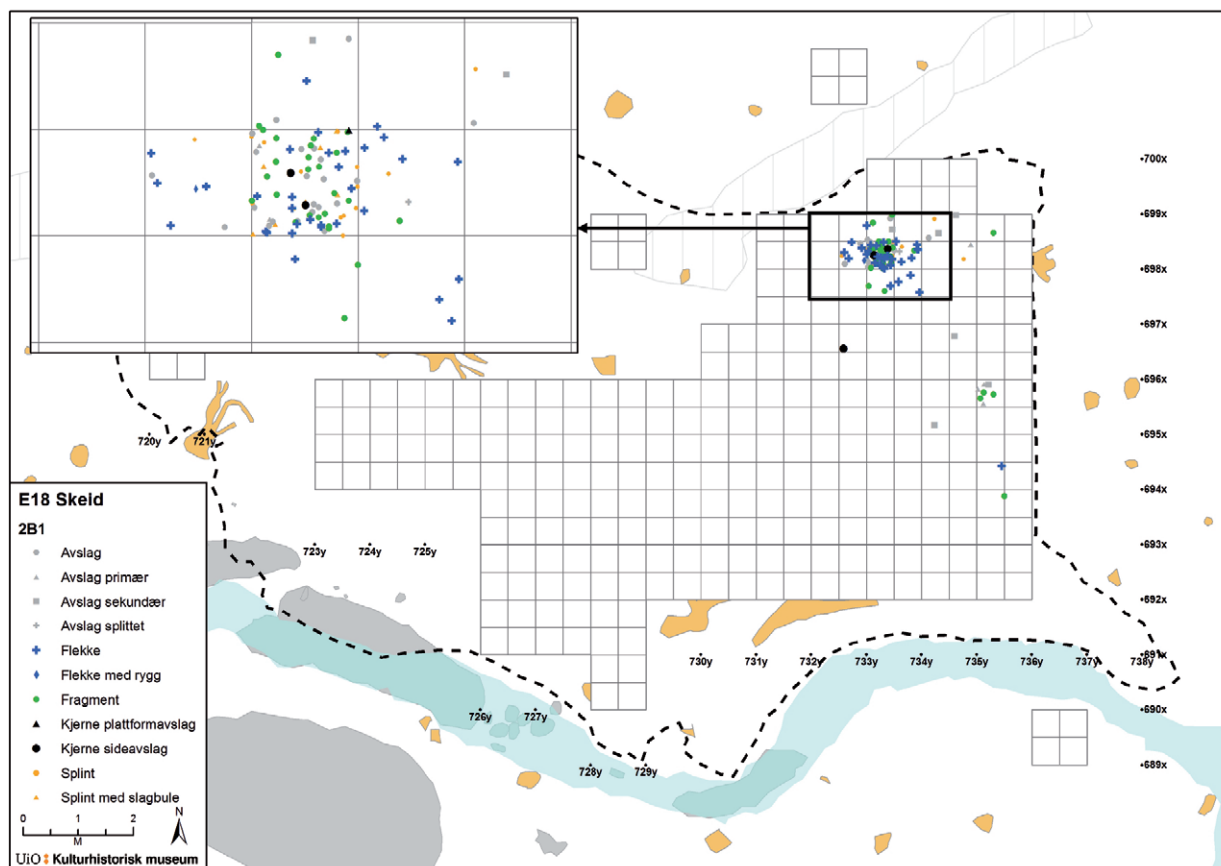 700x
699x
698x
697x
696x
720y 721y 695x
694x
E18 Skeid
2B1
Avslag
Avslag primær
Avslag sekundær
Avslag splittet
Flekke
Flekke med rygg
Fragment
Kjerne plattformavslag
Kjerne sideavslag
Splint
Splint med slagbule
0 1 2
M
N
UiO Kulturhistorisk museum
723y 724y 725y 693x
692x
730y 731y 732y 733y 734y 735y 736y 737y 738y 691x
726y 727y 690x
728y 729y 689x